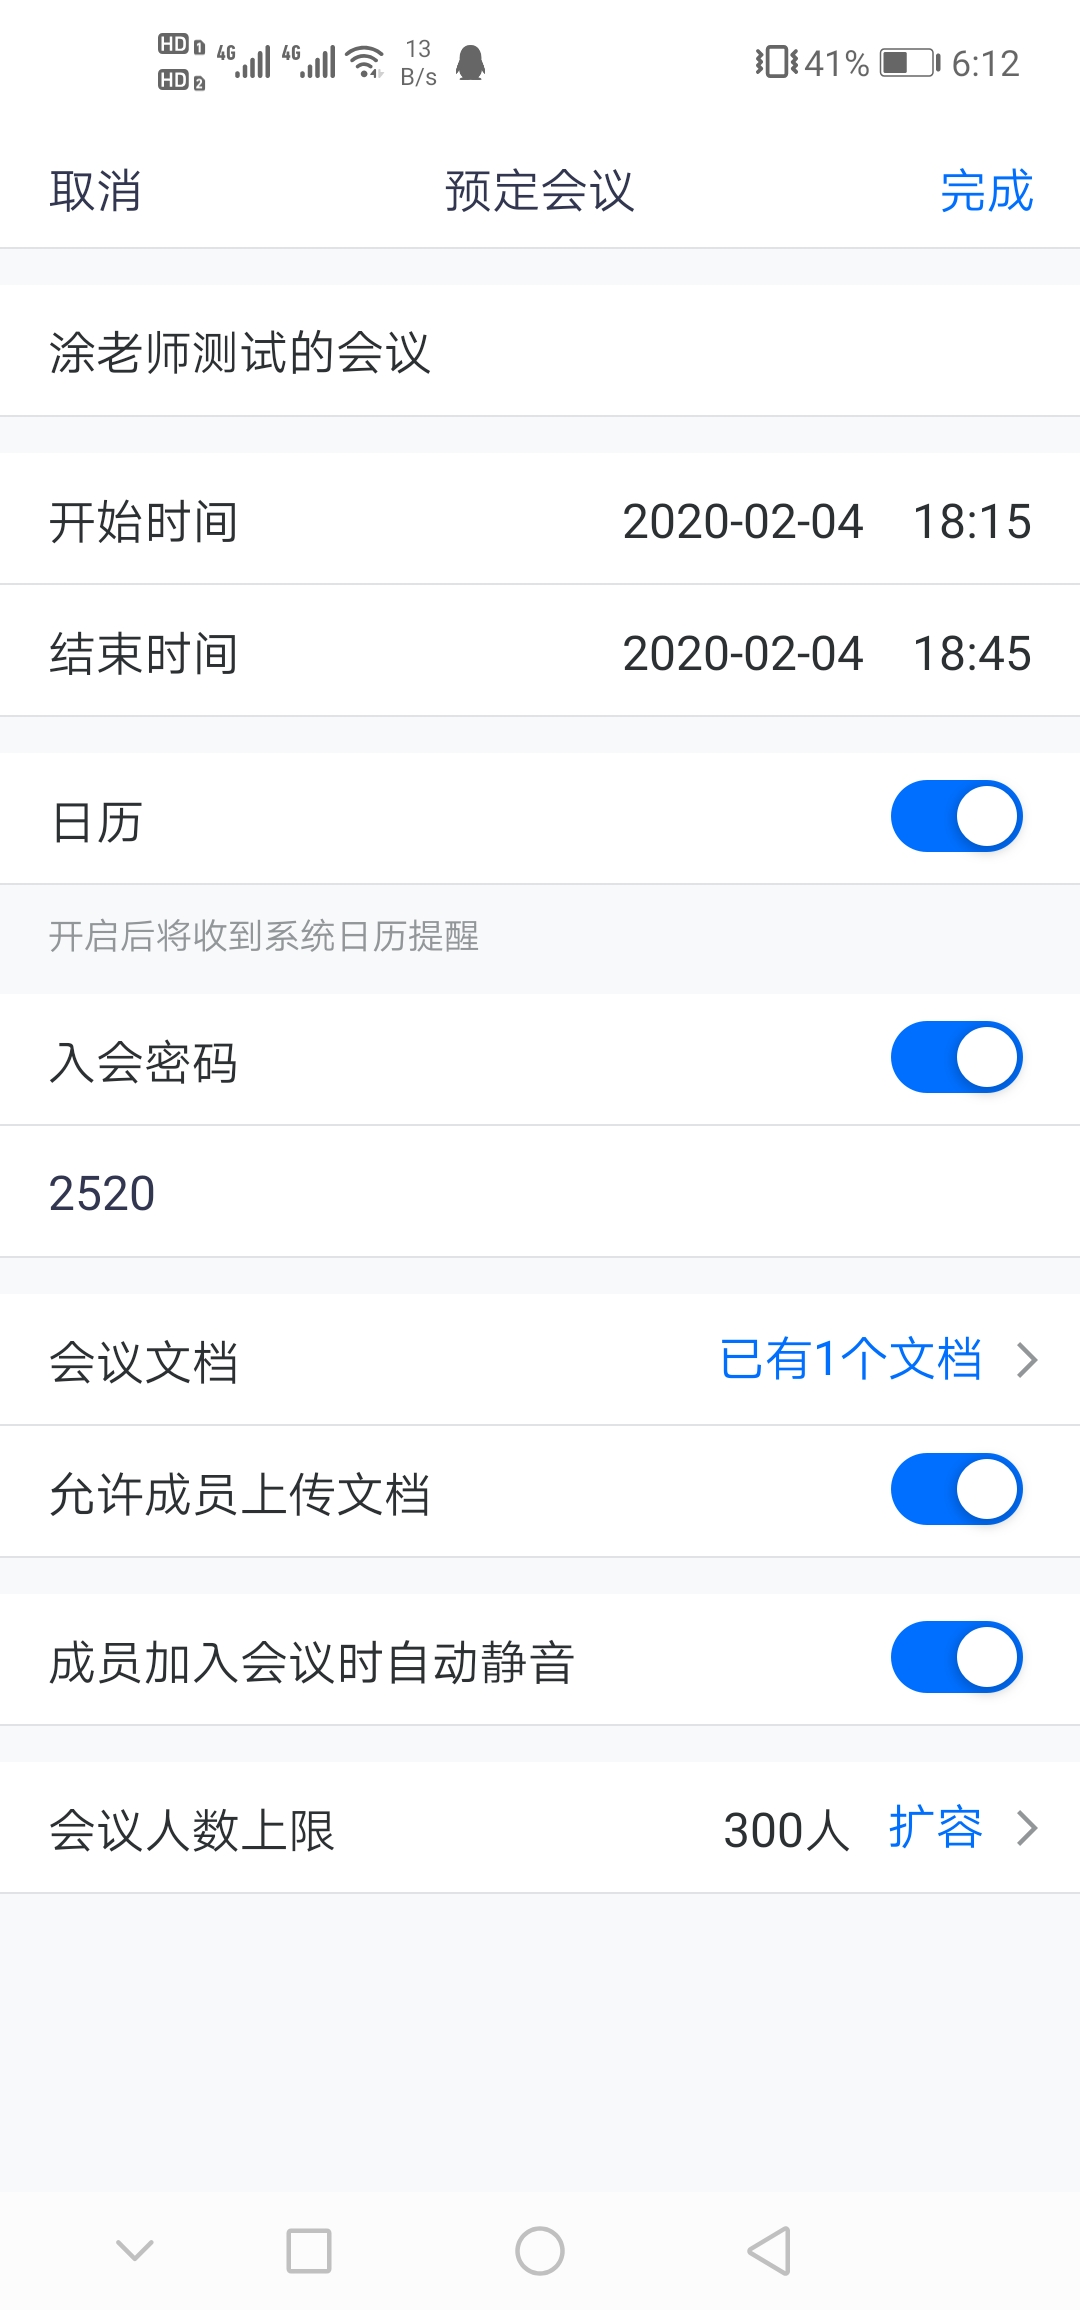 HD 1 4G 4G 13 B/s 41% 6:12
HD 2
取消 预定会议 完成
涂老师测试的会议
开始时间 2020-02-04 18:15
结束时间 2020-02-04 18:45
日历
开启后将收到系统日历提醒
入会密码
2520
会议文档 已有1个文档
允许成员上传文档
成员加入会议时自动静音
会议人数上限 300人 扩容